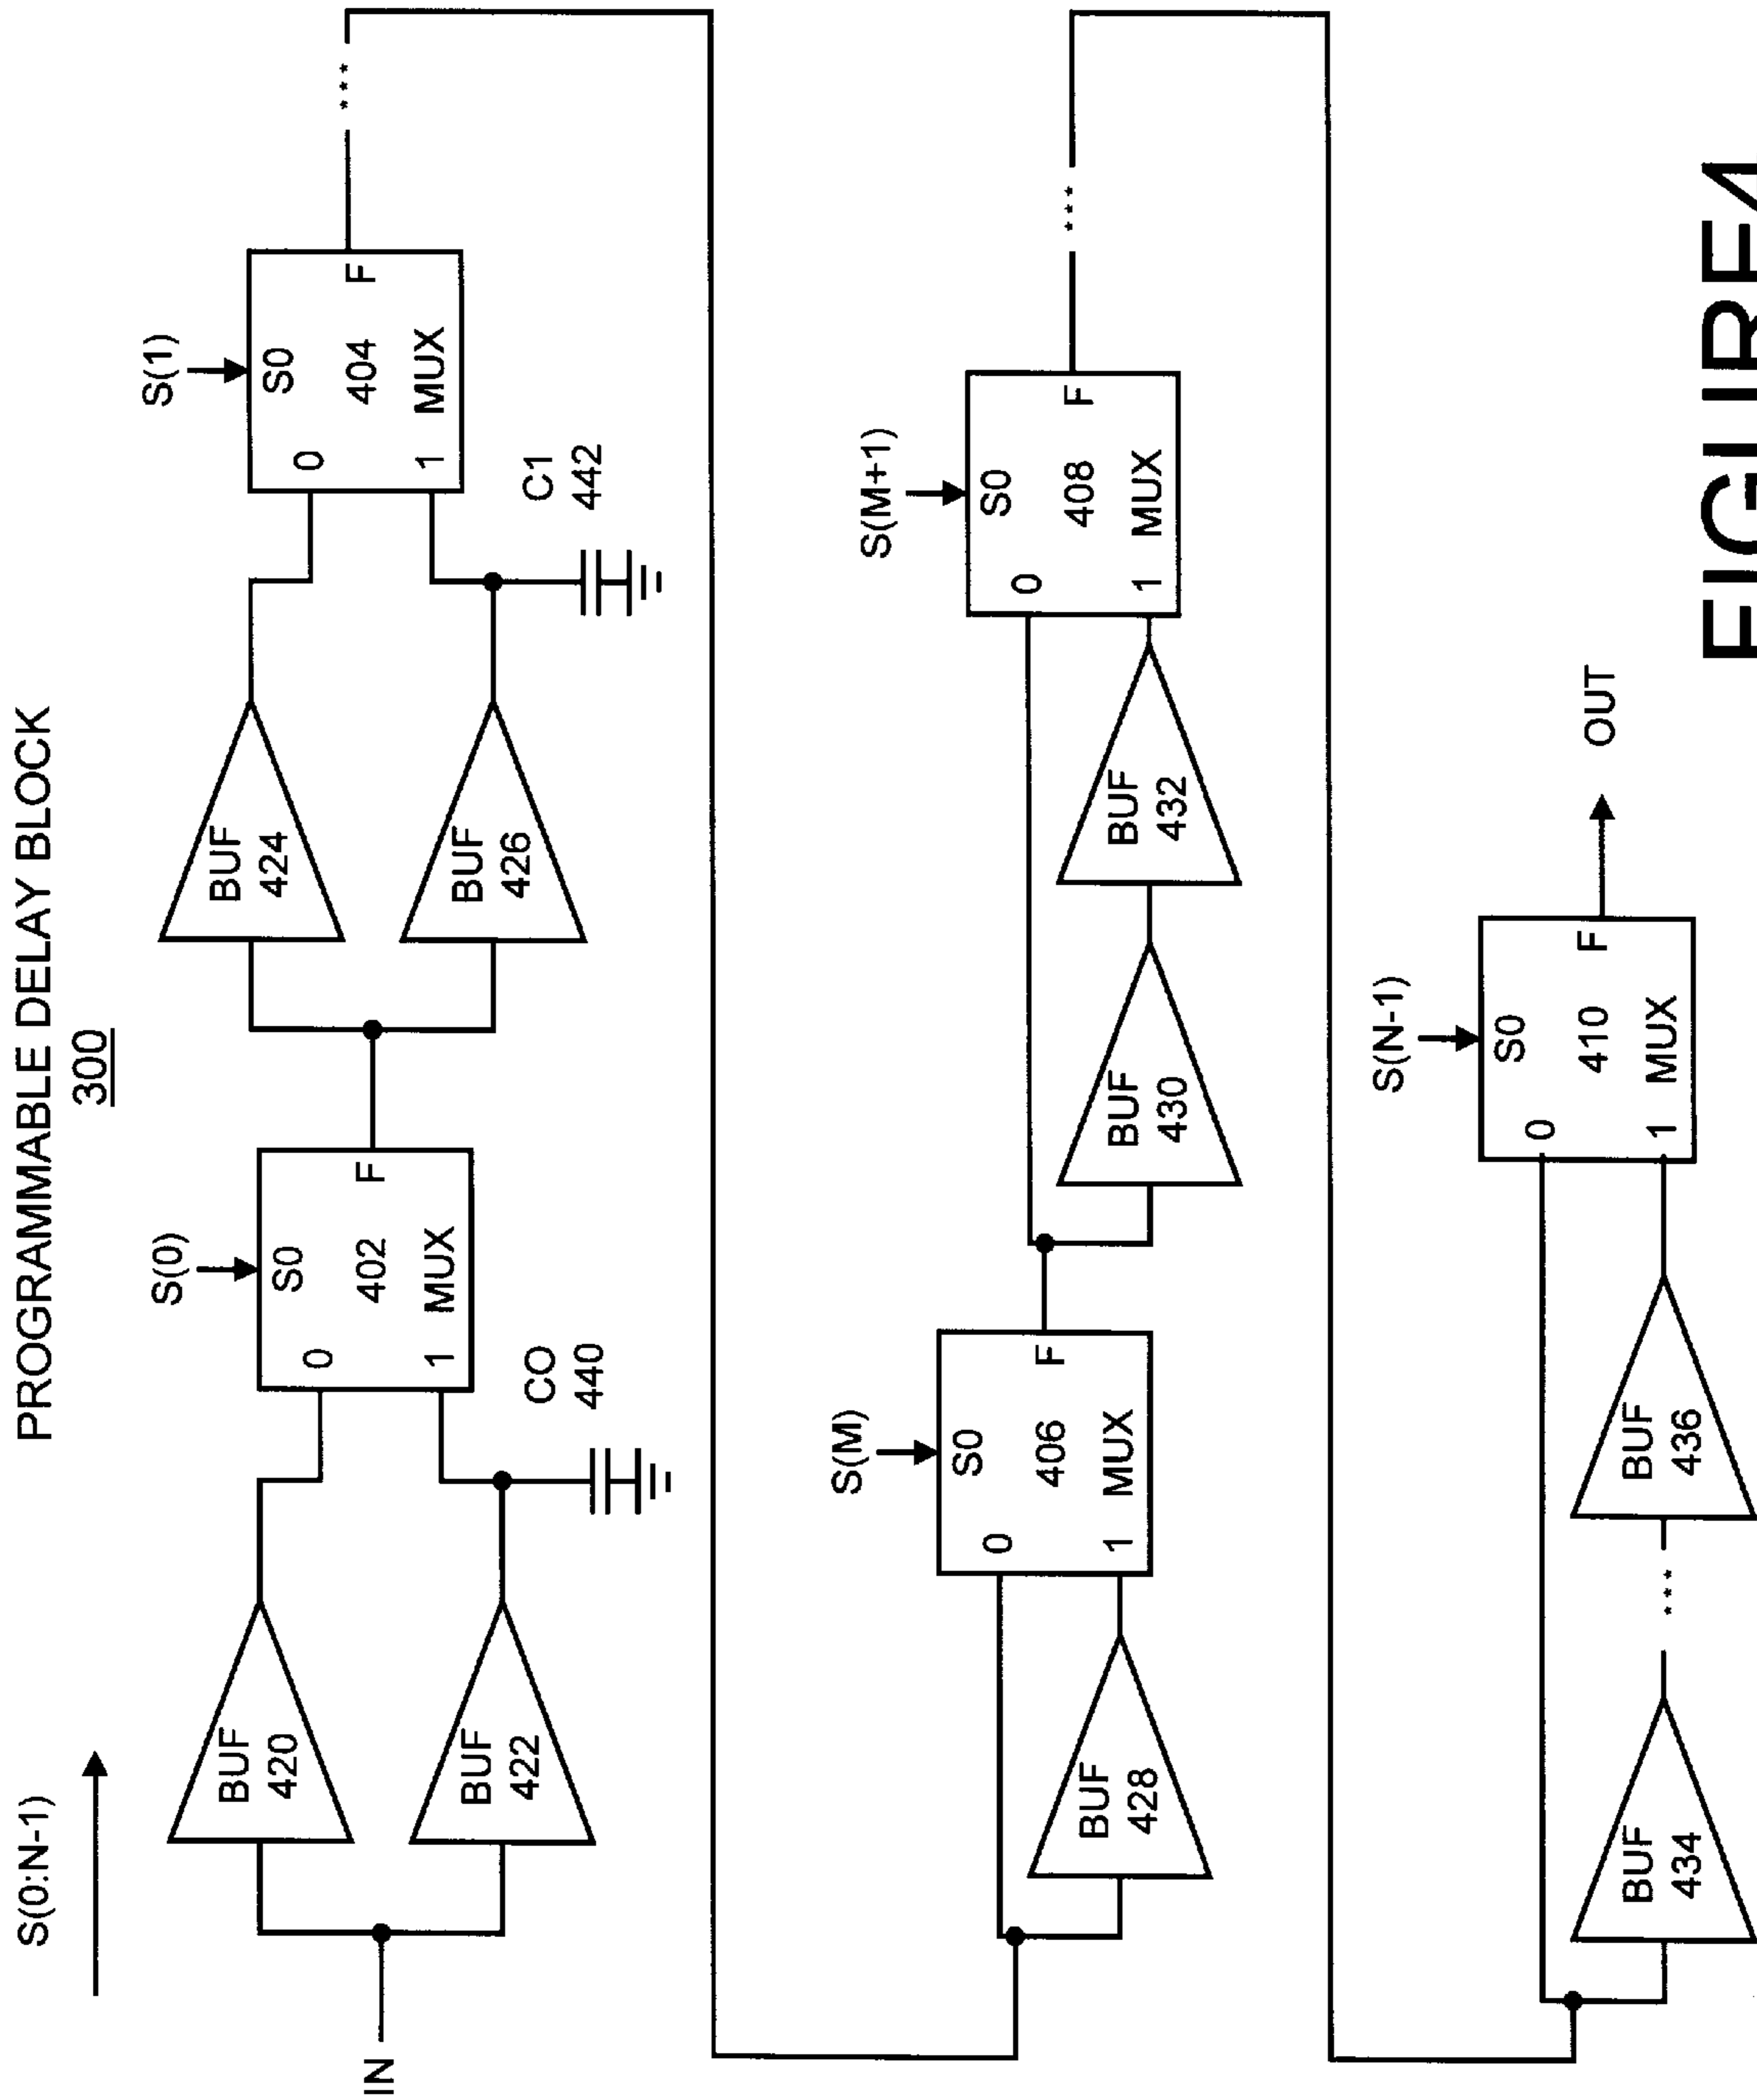 PROGRAMMABLE DELAY BLOCK
300
S(0:N-1)
IN
BUF
420
BUF
422
CO
440
S(0)
S0
0
402
F
1
MUX
BUF
424
BUF
426
C1
442
S(1)
S0
0
404
F
1
MUX
***
BUF
428
S(M)
S0
0
406
F
1
MUX
BUF
430
BUF
432
S(M+1)
S0
0
408
F
1
MUX
***
BUF
434
***
BUF
436
S(N-1)
S0
0
410
F
1
MUX
OUT
FIGURE4